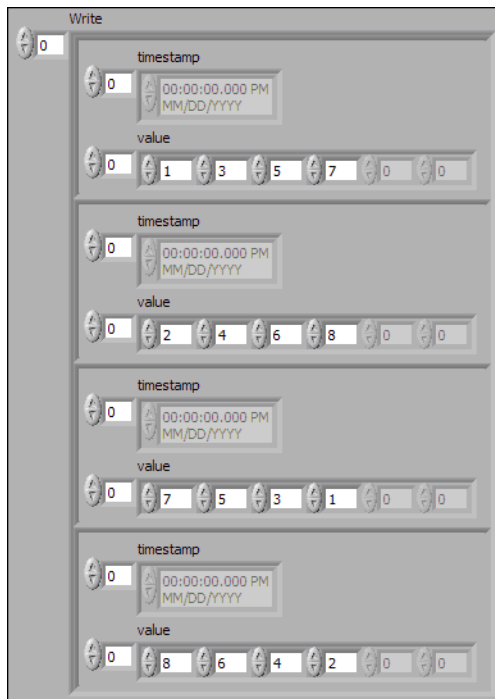 Write
0
timestamp
0 00:00:00.000 PM
MM/DD/YYYY
value
0 1 3 5 7 0 0
timestamp
0 00:00:00.000 PM
MM/DD/YYYY
value
0 2 4 6 8 0 0
timestamp
0 00:00:00.000 PM
MM/DD/YYYY
value
0 7 5 3 1 0 0
timestamp
0 00:00:00.000 PM
MM/DD/YYYY
value
0 8 6 4 2 0 0